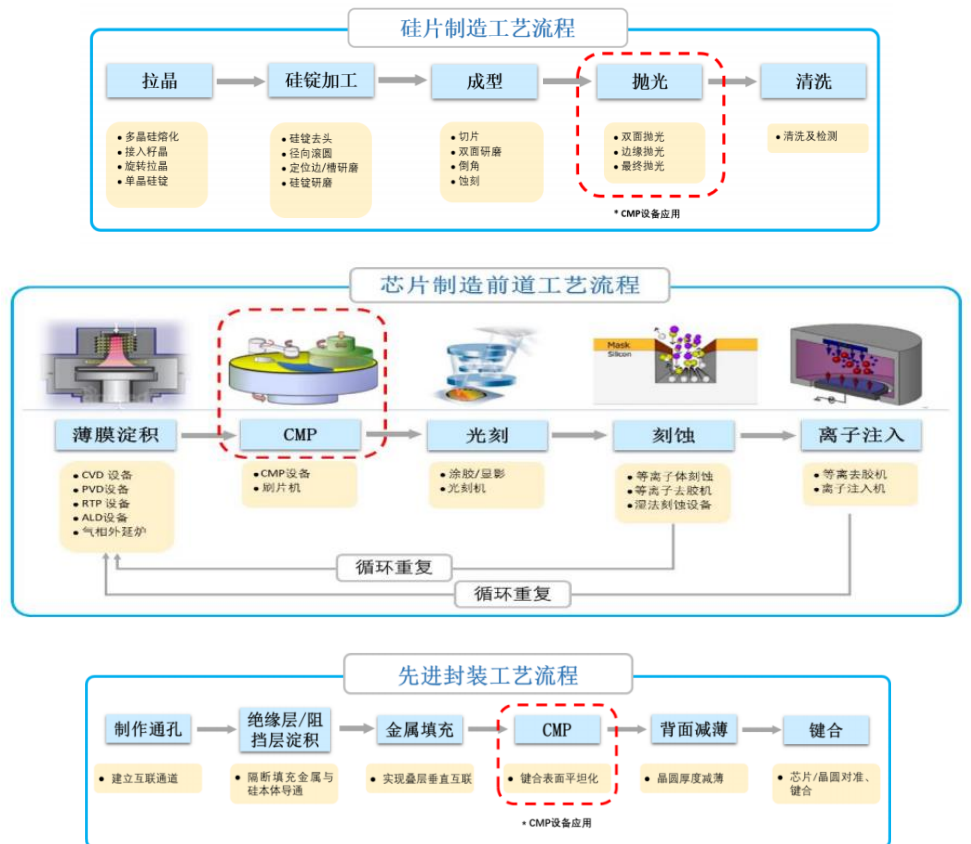 硅片制造工艺流程
拉晶
硅锭加工
成型
抛光
清洗
• 多晶硅熔化
• 接入籽晶
• 旋转拉晶
• 单晶硅锭
• 硅锭去头
• 径向滚圆
• 定位边/槽研磨
• 硅锭研磨
• 切片
• 双面研磨
• 倒角
• 蚀刻
• 双面抛光
• 边缘抛光
• 最终抛光
• 清洗及检测
* CMP设备应用
芯片制造前道工艺流程
Mask
Silicon
薄膜淀积
CMP
光刻
刻蚀
离子注入
• CVD 设备
• PVD设备
• RTP 设备
• ALD设备
• 气相外延炉
• CMP设备
• 刷片机
• 涂胶/显影
• 光刻机
• 等离子体刻蚀
• 等离子去胶机
• 湿法刻蚀设备
• 等离去胶机
• 离子注入机
循环重复
循环重复
先进封装工艺流程
制作通孔
绝缘层/阻
挡层淀积
金属填充
CMP
背面减薄
键合
• 建立互联通道
• 隔断填充金属与
硅本体导通
• 实现叠层垂直互联
• 键合表面平坦化
• 晶圆厚度减薄
• 芯片/晶圆对准、
键合
* CMP设备应用